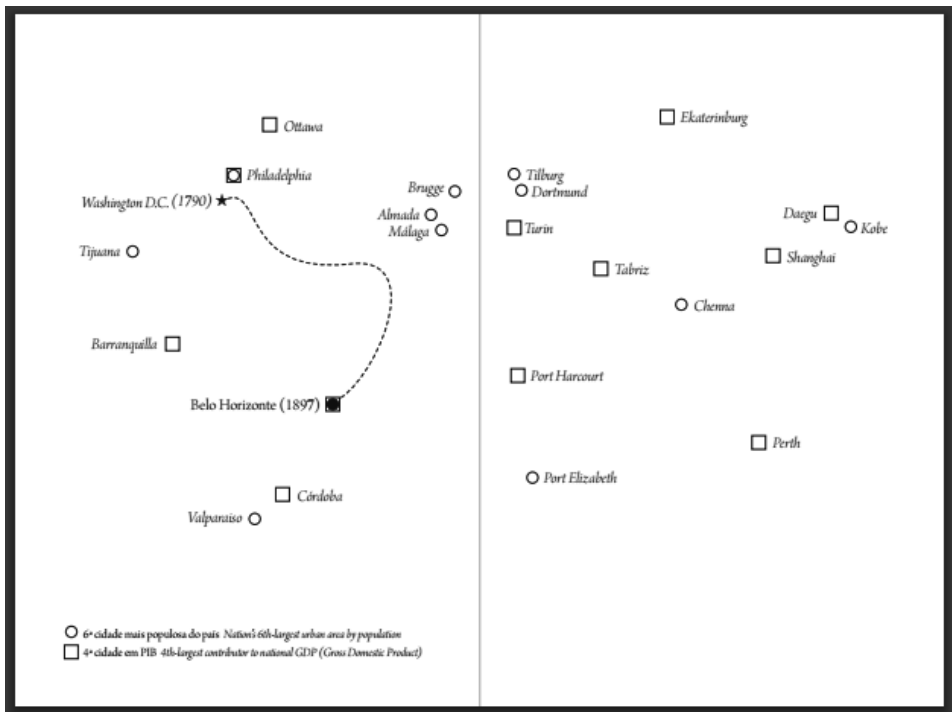 Ottawa
Philadelphia
Washington D.C. (1790)
Tijuana
Brugge
Almada
Málaga
Barranquilla
Belo Horizonte (1897)
Córdoba
Valparaiso
6ª cidade mais populosa do país Nation's 6th-largest urban area by population
4ª cidade em PIB 4th-largest contributor to national GDP (Gross Domestic Product)
Ekaterinburg
Tilburg
Dortmund
Turin
Daegu
Kobe
Shanghai
Tabriz
Chenna
Port Harcourt
Perth
Port Elizabeth